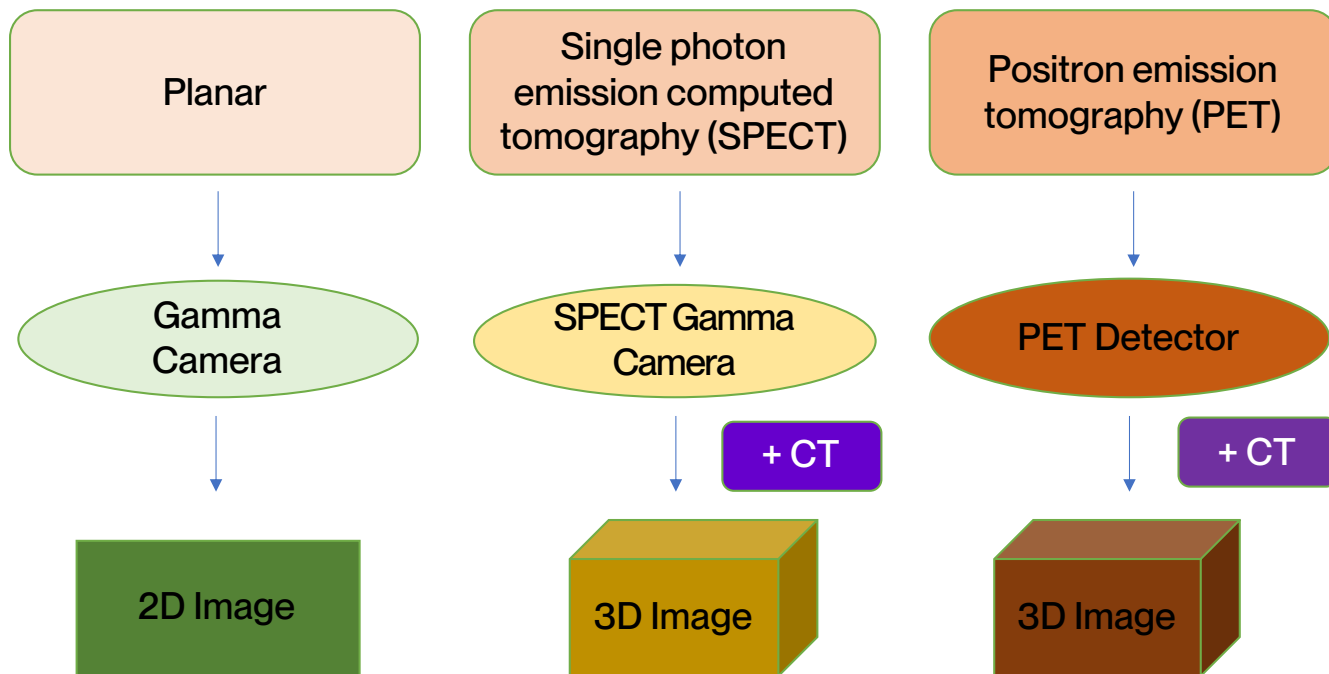 Planar
Single photon
emission computed
tomography (SPECT)
Positron emission
tomography (PET)
Gamma
Camera
SPECT Gamma
Camera
PET Detector
+ CT
+ CT
2D Image
3D Image
3D Image